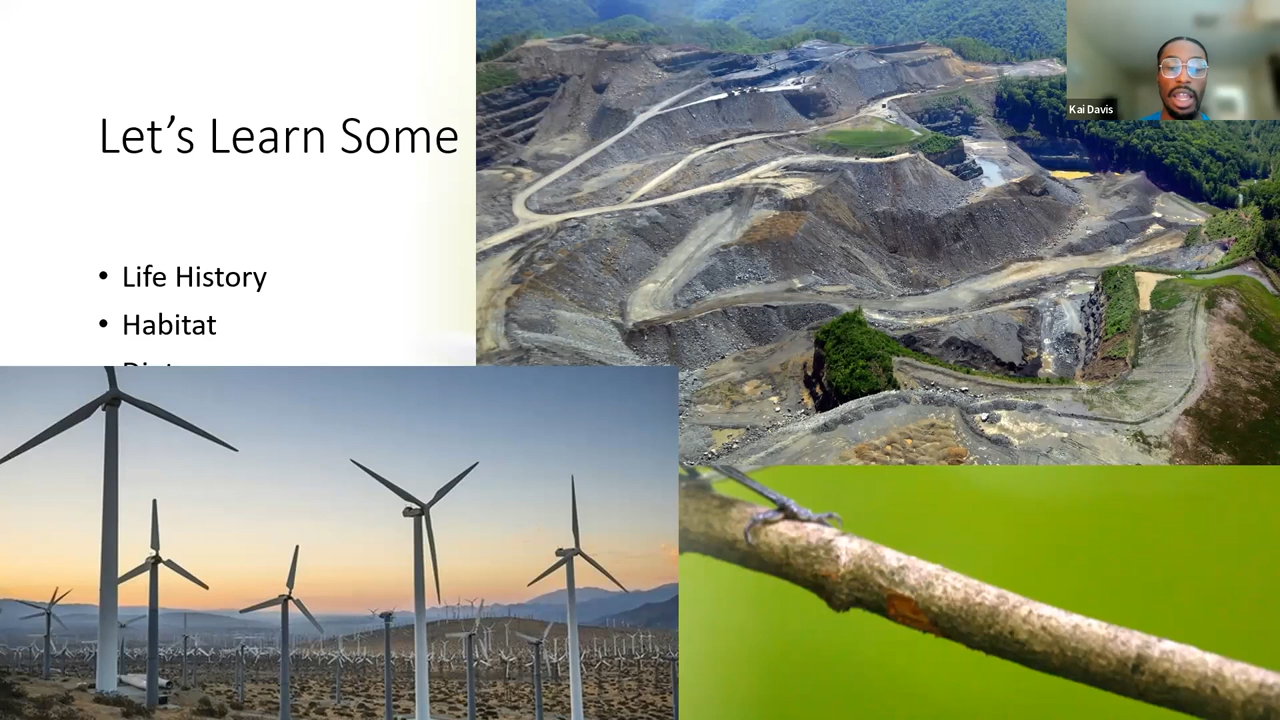 Let’s Learn Some
Kai Davis
• Life History
• Habitat